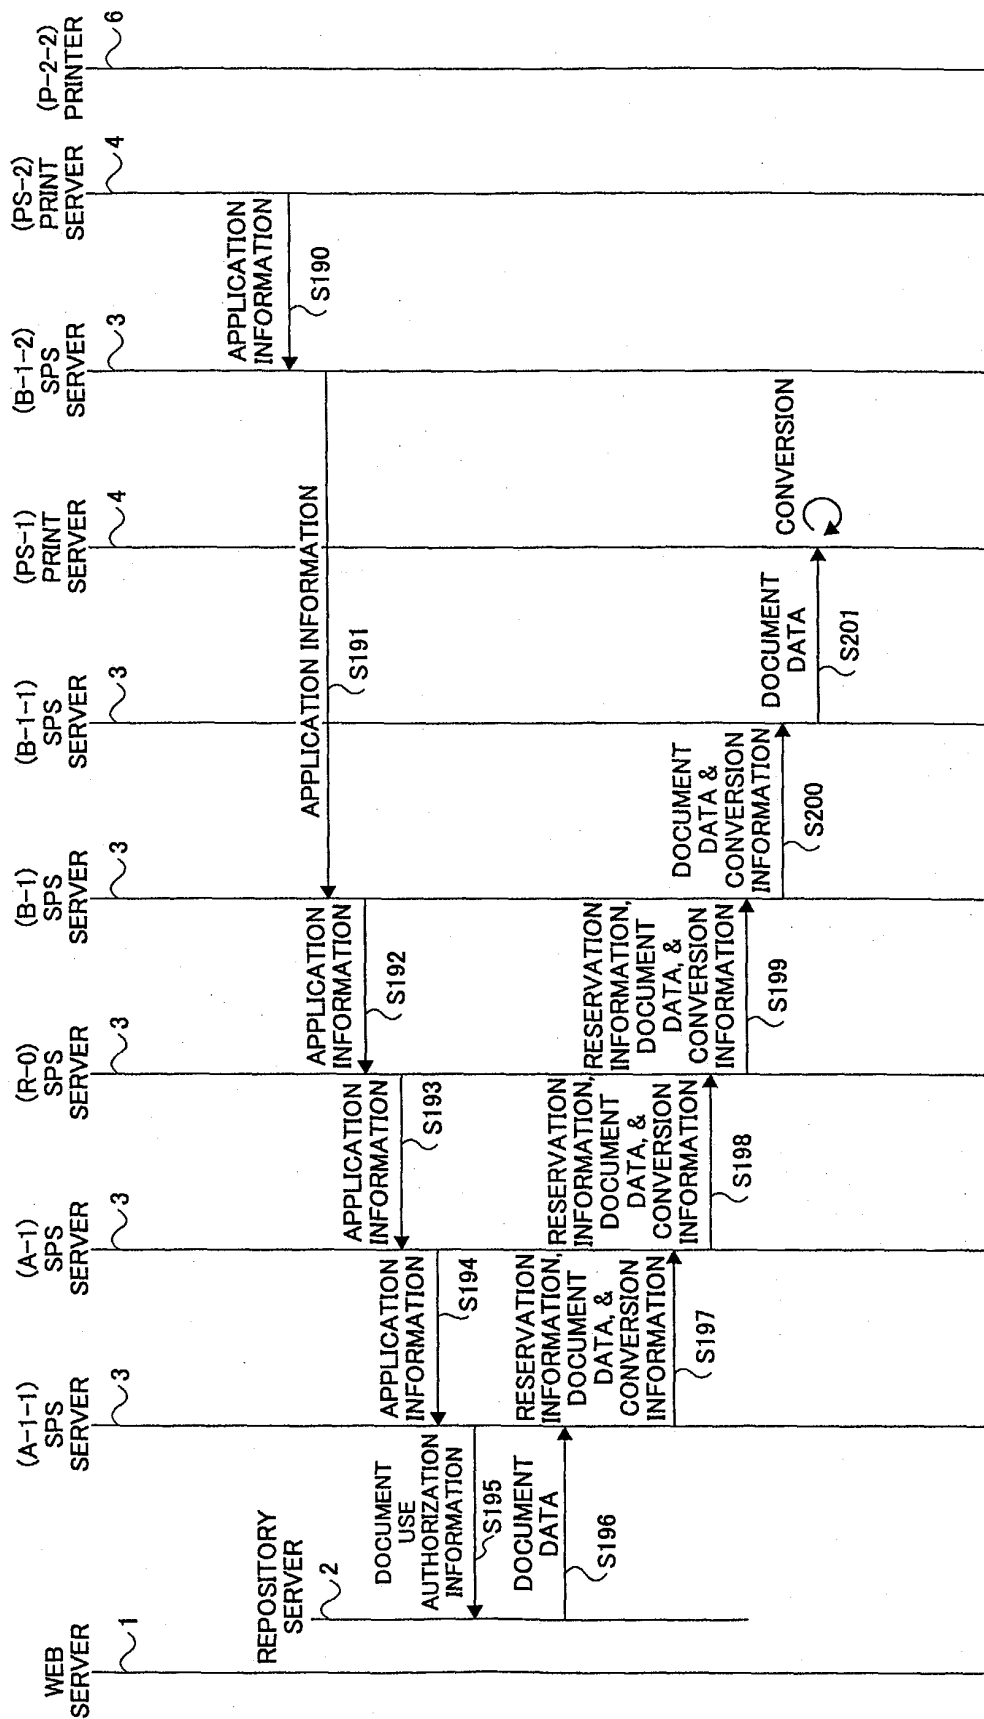 WEB
SERVER
1
REPOSITORY
SERVER
2
(A-1-1)
SPS
SERVER
3
(A-1)
SPS
SERVER
3
(R-0)
SPS
SERVER
3
(B-1)
SPS
SERVER
3
(B-1-1)
SPS
SERVER
3
(PS-1)
PRINT
SERVER
4
(B-1-2)
SPS
SERVER
3
(PS-2)
PRINT
SERVER
4
(P-2-2)
PRINTER
6
APPLICATION
INFORMATION
S190
APPLICATION INFORMATION
S191
APPLICATION
INFORMATION
S192
APPLICATION
INFORMATION
S193
APPLICATION
INFORMATION
S194
DOCUMENT
USE
AUTHORIZATION
INFORMATION
S195
DOCUMENT
DATA
S196
RESERVATION
INFORMATION,
DOCUMENT
DATA, &
CONVERSION
INFORMATION
S197
RESERVATION
INFORMATION,
DOCUMENT
DATA, &
CONVERSION
INFORMATION
S198
RESERVATION
INFORMATION,
DOCUMENT
DATA, &
CONVERSION
INFORMATION
S199
DOCUMENT
DATA &
CONVERSION
INFORMATION
S200
DOCUMENT
DATA
S201
CONVERSION